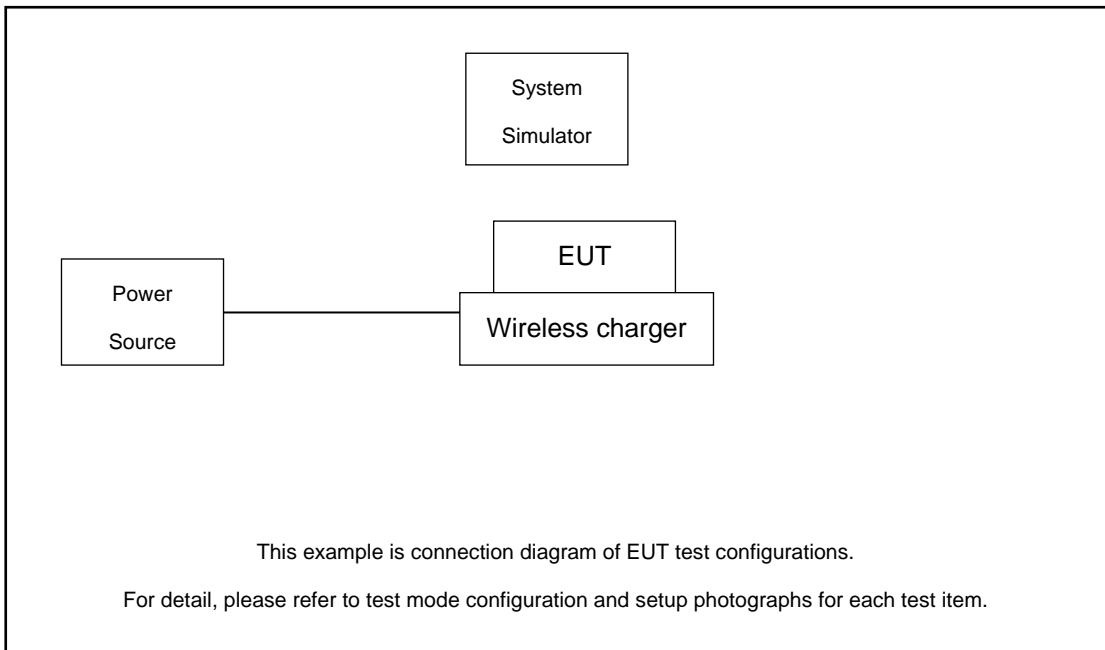 System
Simulator
EUT
Power
Source
Wireless charger
This example is connection diagram of EUT test configurations.
For detail, please refer to test mode configuration and setup photographs for each test item.